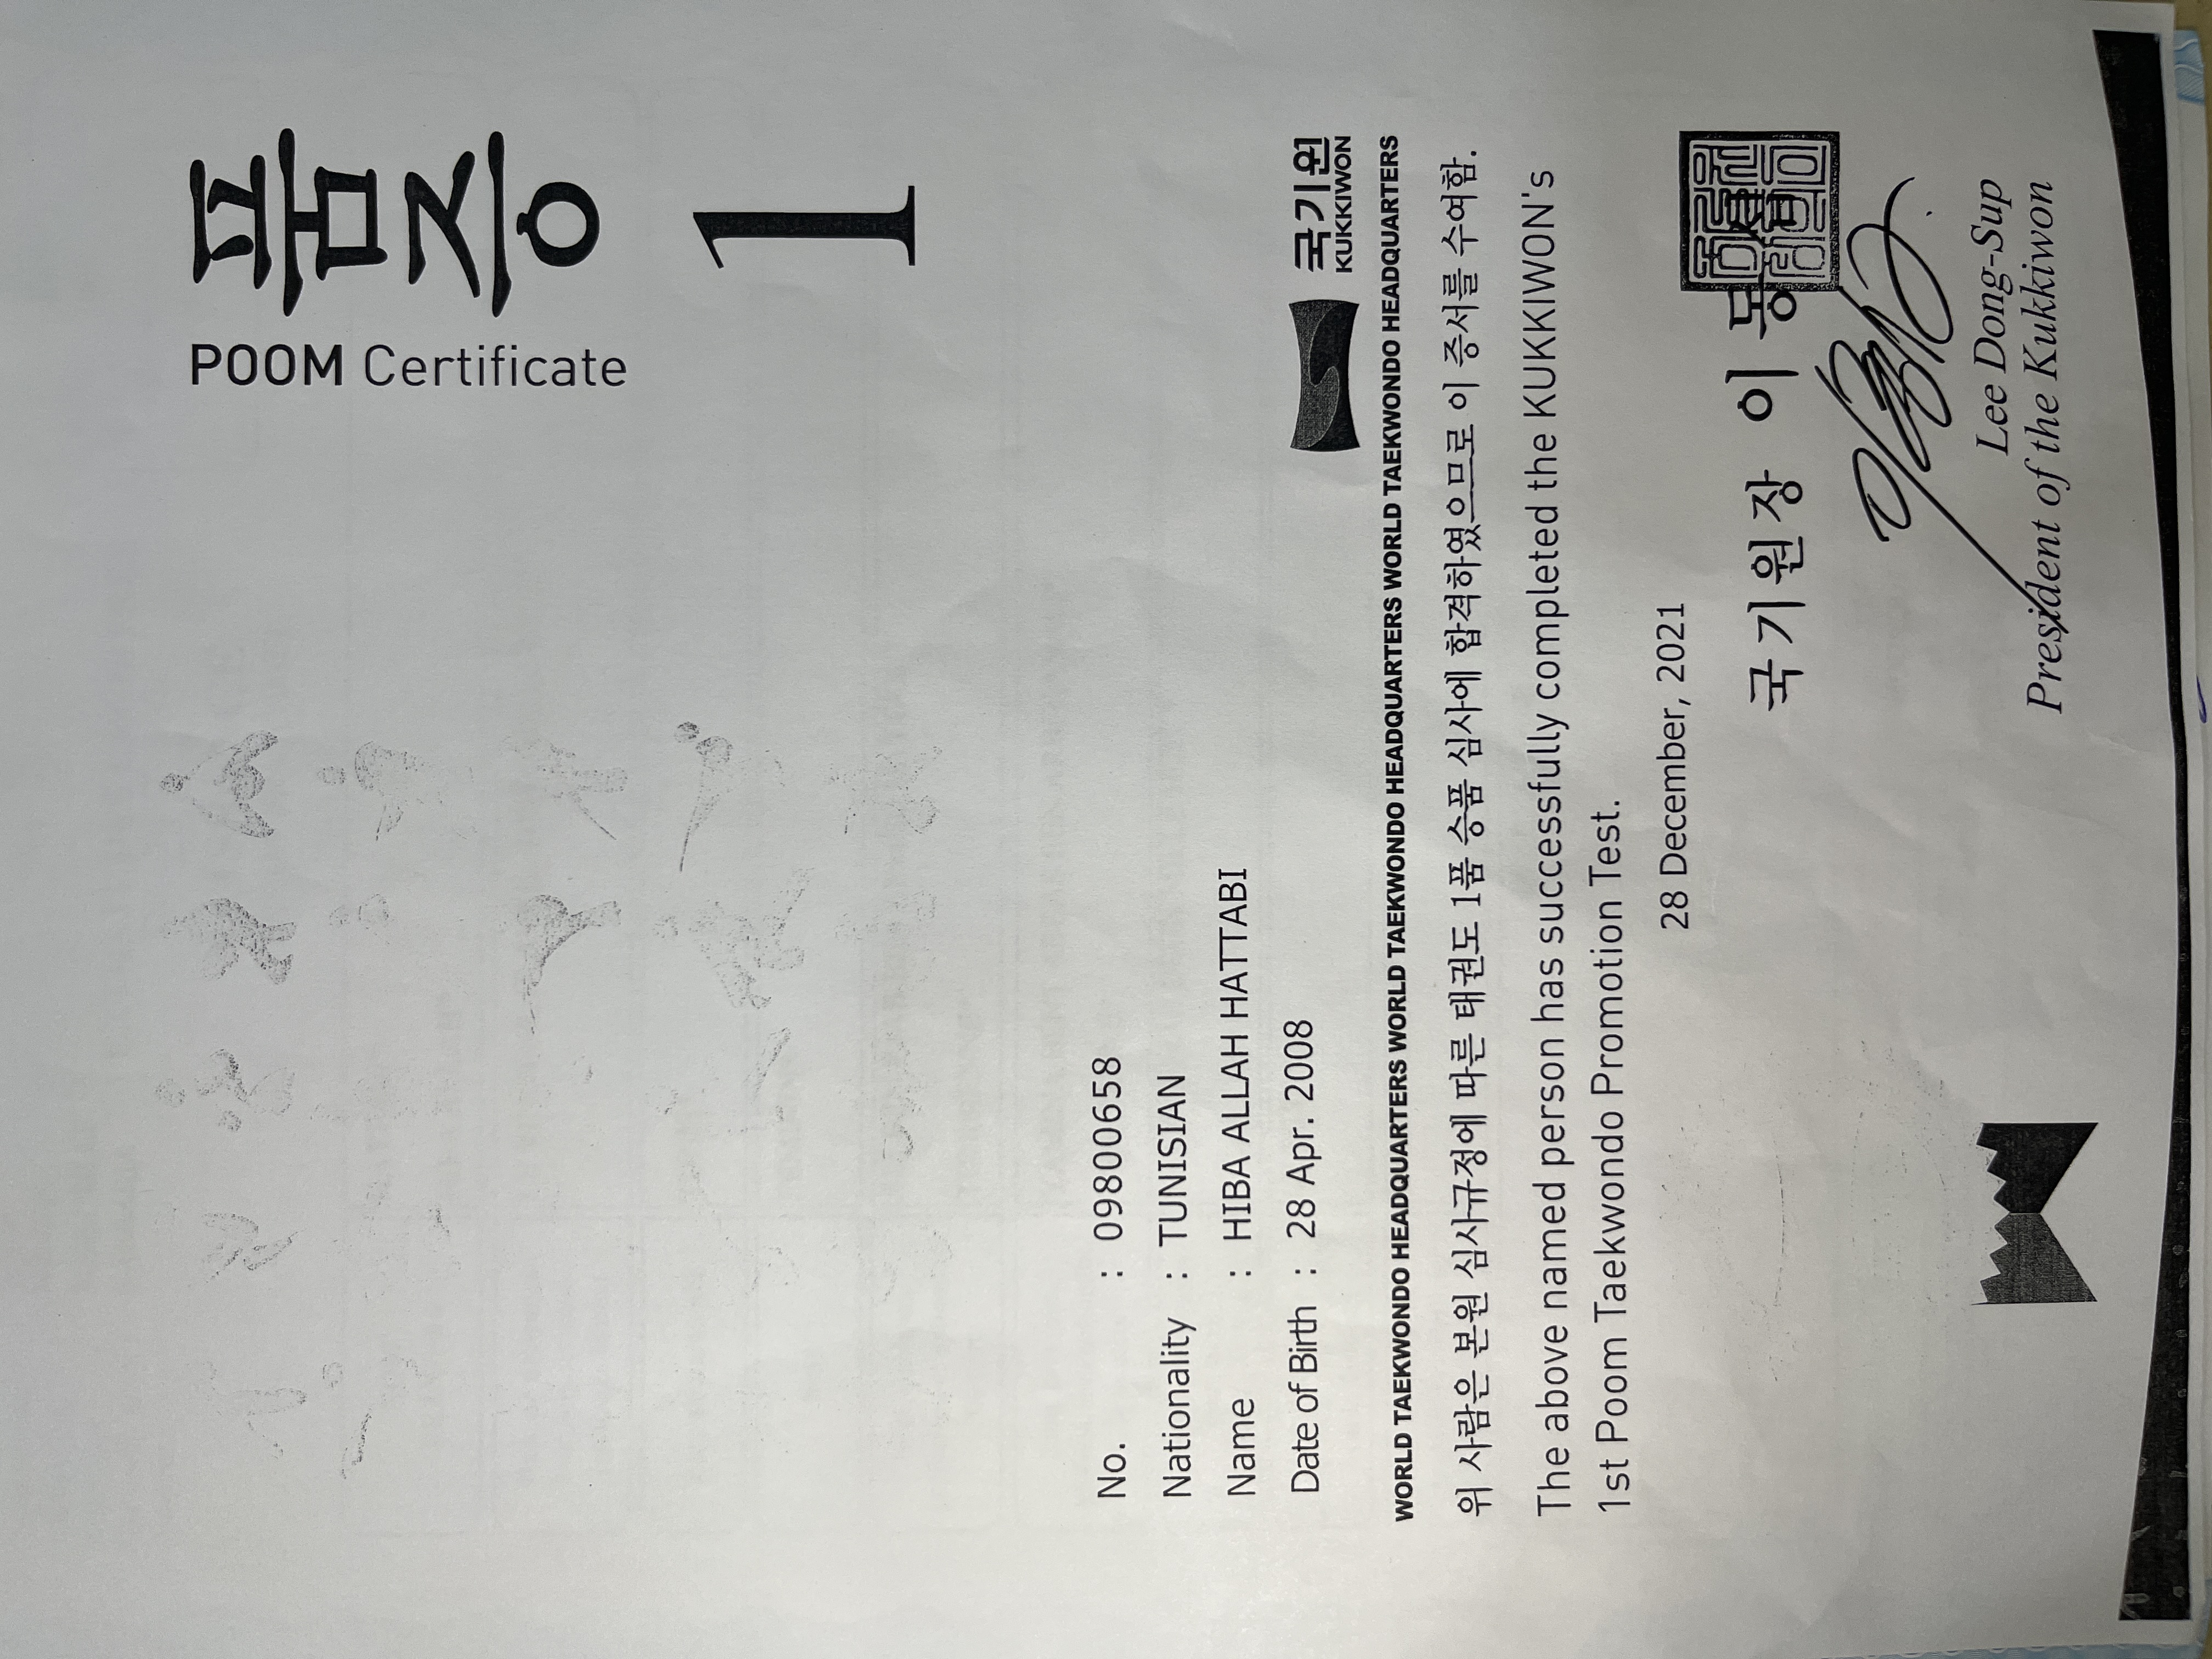 품증
POOM Certificate
1
No. : 09800658
Nationality : TUNISIAN
Name : HIBA ALLAH HATTABI
Date of Birth : 28 Apr. 2008
국기원
KUKKIWON
WORLD TAEKWONDO HEADQUARTERS WORLD TAEKWONDO HEADQUARTERS WORLD TAEKWONDO HEADQUARTERS WORLD TAEKWONDO HEADQUARTERS
위 사람은 본원 심사규정에 따른 태권도 1품 승품 심사에 합격하였으므로 이 증서를 수여함.
The above named person has successfully completed the KUKKIWON's
1st Poom Taekwondo Promotion Test.
28 December, 2021
국기원장 이 동
Lee Dong-Sup
President of the Kukkiwon